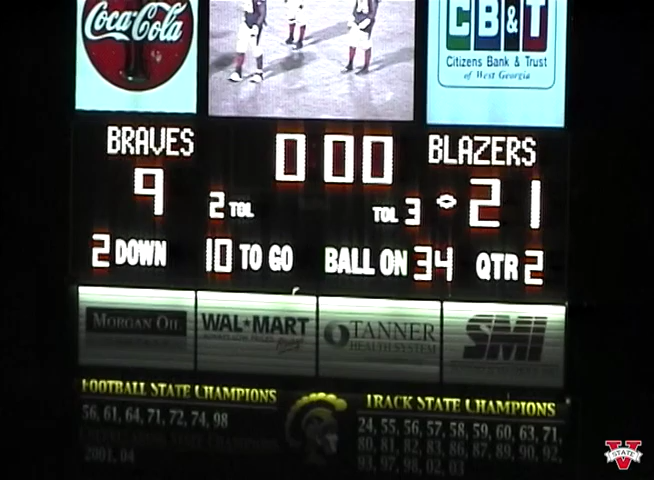 Coca-Cola
CB&T
Citizens Bank & Trust
of West Georgia
BRAVES 0 00 BLAZERS
9 2 TOL TOL 3 21
2 DOWN 10 TO GO BALL ON 34 QTR 2
MORGAN OIL
WAL★MART
TANNER
HEALTH SYSTEM
SMI
FOOTBALL STATE CHAMPIONS
56, 61, 64, 71, 72, 74, 98
2001, 04
TRACK STATE CHAMPIONS
24, 55, 56, 57, 58, 59, 60, 63, 71,
80, 81, 82, 83, 86, 87, 89, 90, 92,
93, 97, 98, 02, 03
V STATE